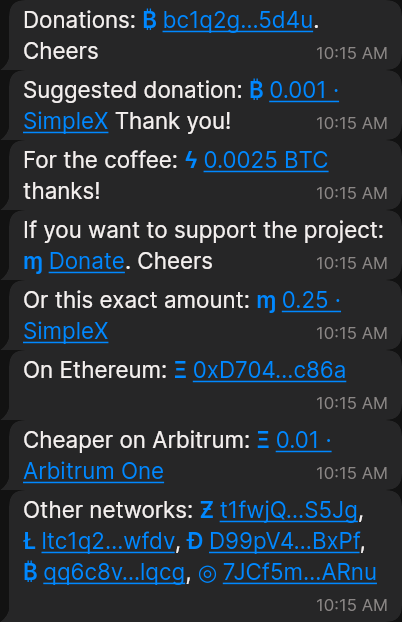 Donations: ₿ bc1q2g...5d4u.
Cheers 10:15 AM
Suggested donation: ₿ 0.001 ·
SimpleX Thank you! 10:15 AM
For the coffee: ϟ 0.0025 BTC
thanks! 10:15 AM
If you want to support the project:
ɱ Donate. Cheers 10:15 AM
Or this exact amount: ɱ 0.25 ·
SimpleX 10:15 AM
On Ethereum: Ξ 0xD704...c86a
10:15 AM
Cheaper on Arbitrum: Ξ 0.01 ·
Arbitrum One 10:15 AM
Other networks: Ƶ t1fwjQ...S5Jg,
Ł ltc1q2...wfdv, Ð D99pV4...BxPf,
₿ qq6c8v...lqcg, ◎ 7JCf5m...ARnu
10:15 AM